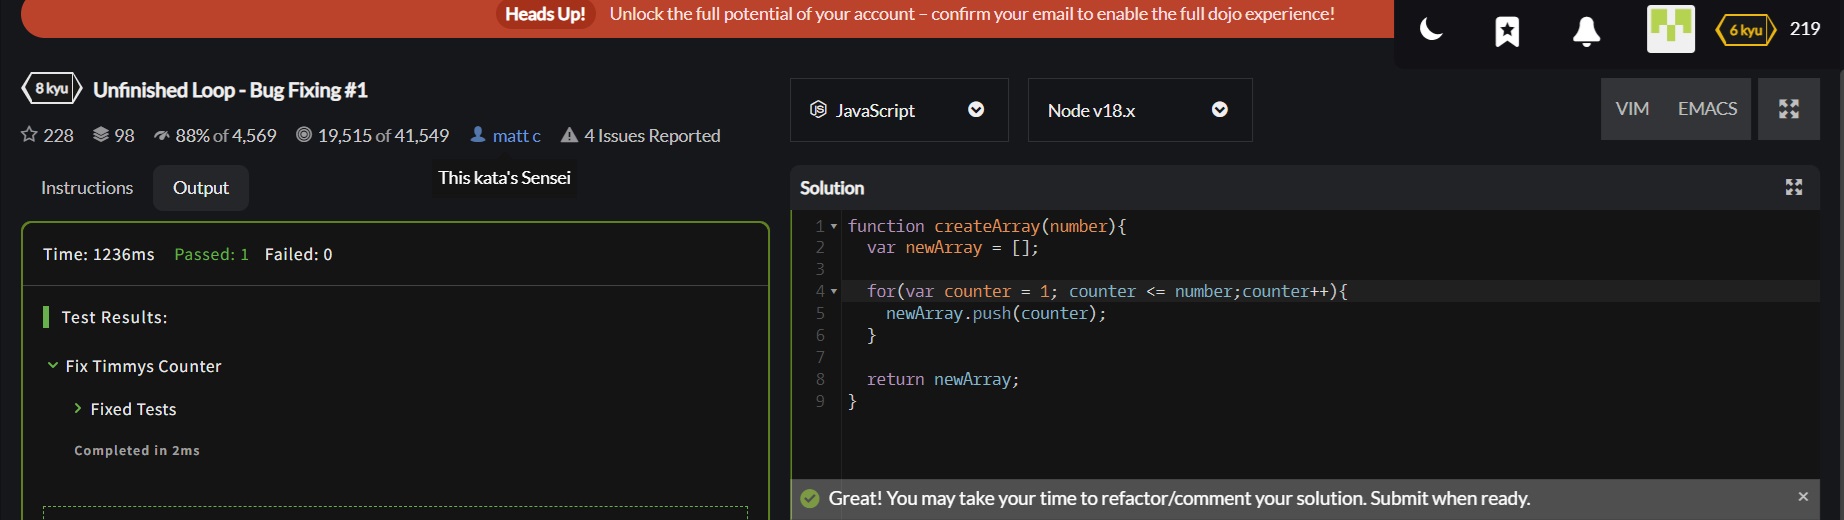 Heads Up! Unlock the full potential of your account – confirm your email to enable the full dojo experience!
6 kyu 219
8 kyu Unfinished Loop - Bug Fixing #1
228 98 88% of 4,569 19,515 of 41,549 matt c 4 Issues Reported
This kata's Sensei
Instructions Output
Time: 1236ms Passed: 1 Failed: 0
Test Results:
Fix Timmys Counter
Fixed Tests
Completed in 2ms
JS JavaScript Node v18.x VIM EMACS
Solution
1 function createArray(number){
2 var newArray = [];
3
4 for(var counter = 1; counter <= number;counter++){
5 newArray.push(counter);
6 }
7
8 return newArray;
9 }
Great! You may take your time to refactor/comment your solution. Submit when ready.